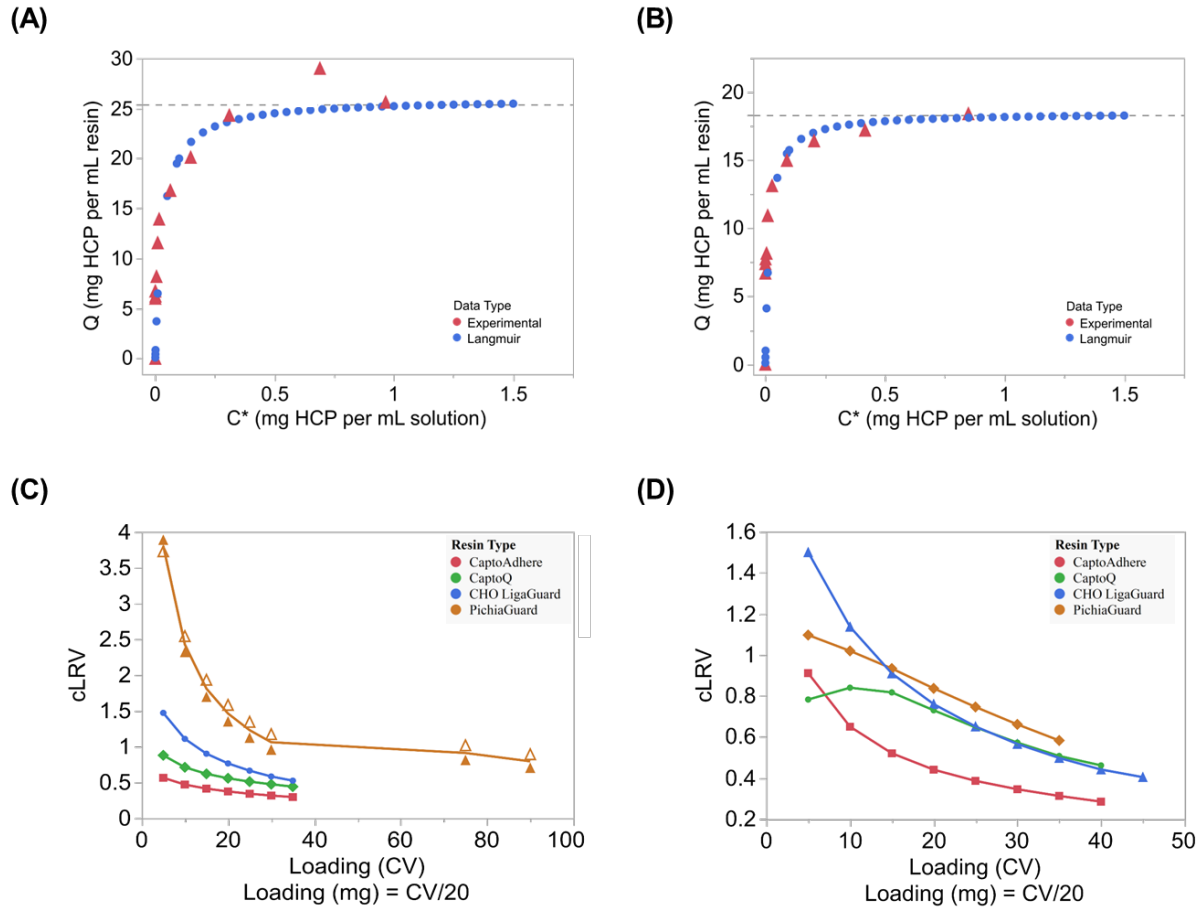 (A)
30
25
20
15
10
5
0
Q (mg HCP per mL resin)
Data Type
Experimental
Langmuir
0
0.5
1
1.5
C* (mg HCP per mL solution)
(B)
20
15
10
5
0
Q (mg HCP per mL resin)
Data Type
Experimental
Langmuir
0
0.5
1
1.5
C* (mg HCP per mL solution)
(C)
4
3.5
3
2.5
2
1.5
1
0.5
0
cLRV
Resin Type
CaptoAdhere
CaptoQ
CHO LigaGuard
PichiaGuard
0
20
40
60
80
100
Loading (CV)
Loading (mg) = CV/20
(D)
1.6
1.4
1.2
1
0.8
0.6
0.4
0.2
cLRV
Resin Type
CaptoAdhere
CaptoQ
CHO LigaGuard
PichiaGuard
0
10
20
30
40
50
Loading (CV)
Loading (mg) = CV/20